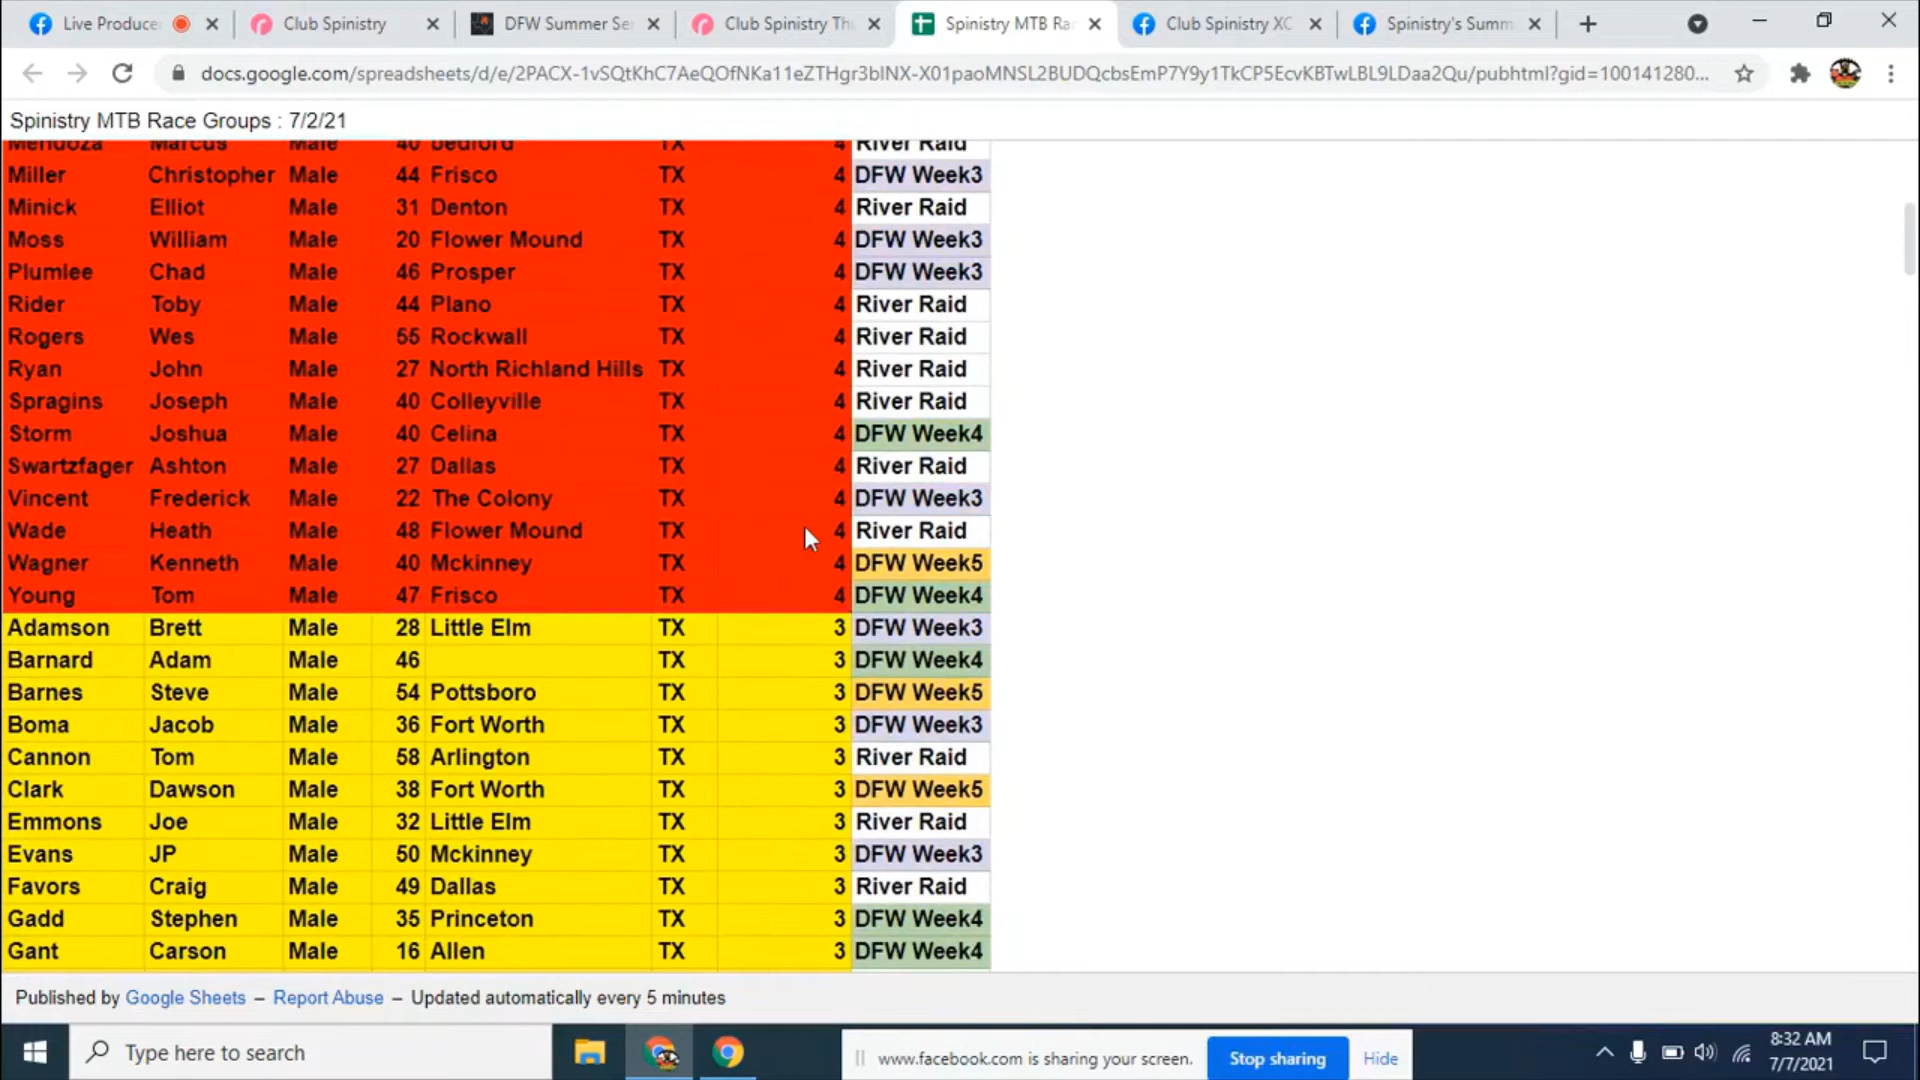 Live Produce Club Spinistry DFW Summer Se Club Spinistry Thu Spinistry MTB Ra Club Spinistry XC Spinistry's Summ
docs.google.com/spreadsheets/d/e/2PACX-1vSQtKhC7AeQOfNKa11eZTHgr3bINX-X01paoMNSL2BUDQcbsEmP7Y9y1TkCP5EcvKBTwLBL9LDaa2Qu/pubhtml?gid=100141280...
Spinistry MTB Race Groups : 7/2/21
Mendoza Marcus Male 40 Bedford TX 4 River Raid
Miller Christopher Male 44 Frisco TX 4 DFW Week3
Minick Elliot Male 31 Denton TX 4 River Raid
Moss William Male 20 Flower Mound TX 4 DFW Week3
Plumlee Chad Male 46 Prosper TX 4 DFW Week3
Rider Toby Male 44 Plano TX 4 River Raid
Rogers Wes Male 55 Rockwall TX 4 River Raid
Ryan John Male 27 North Richland Hills TX 4 River Raid
Spragins Joseph Male 40 Colleyville TX 4 River Raid
Storm Joshua Male 40 Celina TX 4 DFW Week4
Swartzfager Ashton Male 27 Dallas TX 4 River Raid
Vincent Frederick Male 22 The Colony TX 4 DFW Week3
Wade Heath Male 48 Flower Mound TX 4 River Raid
Wagner Kenneth Male 40 Mckinney TX 4 DFW Week5
Young Tom Male 47 Frisco TX 4 DFW Week4
Adamson Brett Male 28 Little Elm TX 3 DFW Week3
Barnard Adam Male 46 TX 3 DFW Week4
Barnes Steve Male 54 Pottsboro TX 3 DFW Week5
Boma Jacob Male 36 Fort Worth TX 3 DFW Week3
Cannon Tom Male 58 Arlington TX 3 River Raid
Clark Dawson Male 38 Fort Worth TX 3 DFW Week5
Emmons Joe Male 32 Little Elm TX 3 River Raid
Evans JP Male 50 Mckinney TX 3 DFW Week3
Favors Craig Male 49 Dallas TX 3 River Raid
Gadd Stephen Male 35 Princeton TX 3 DFW Week4
Gant Carson Male 16 Allen TX 3 DFW Week4
Published by Google Sheets – Report Abuse – Updated automatically every 5 minutes
Type here to search www.facebook.com is sharing your screen. Stop sharing Hide 8:32 AM
7/7/2021